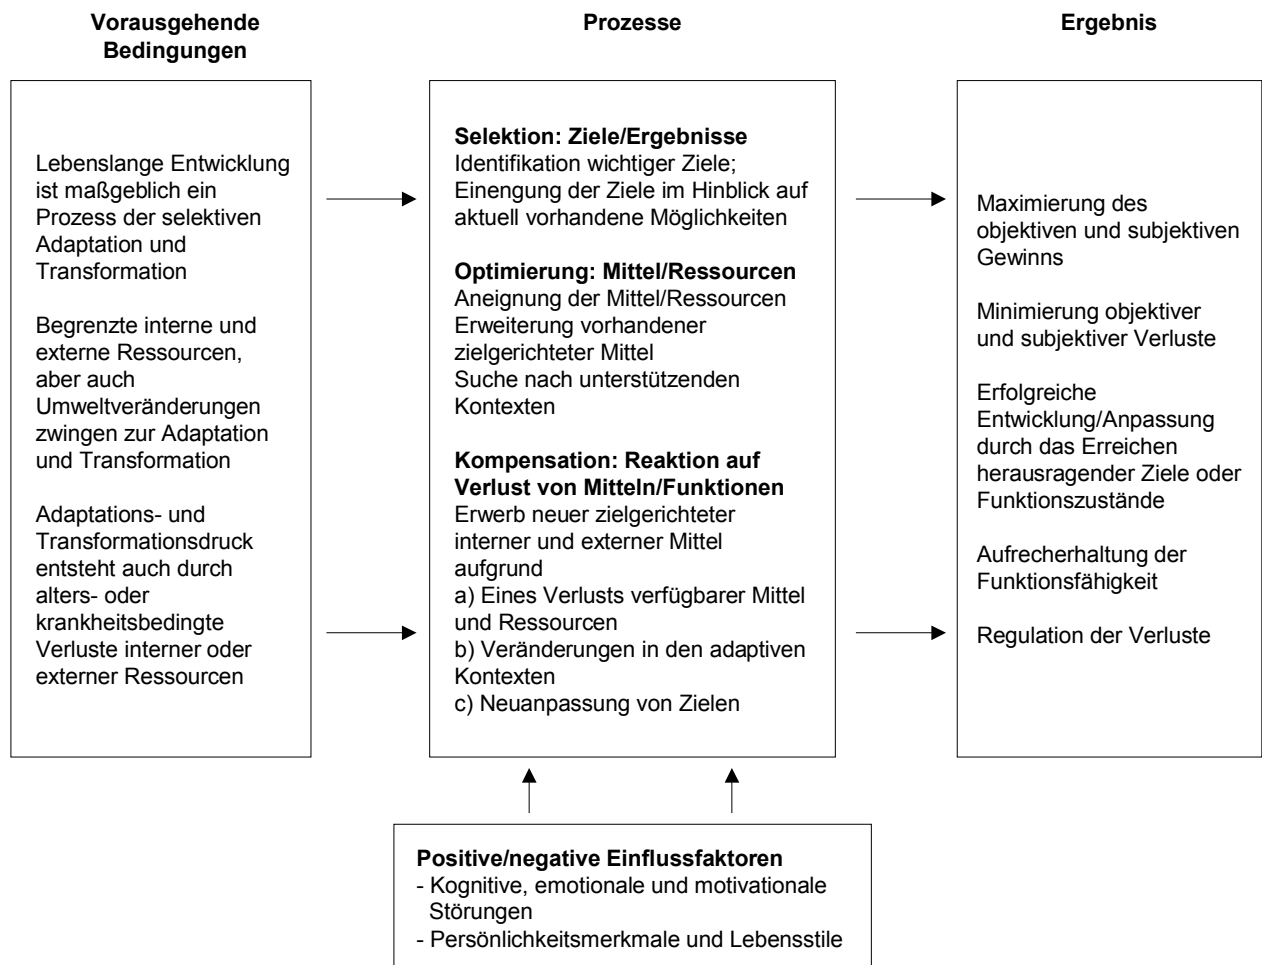 Vorausgehende
Bedingungen
Prozesse
Ergebnis
Lebenslange Entwicklung
ist maßgeblich ein
Prozess der selektiven
Adaptation und
Transformation
Begrenzte interne und
externe Ressourcen,
aber auch
Umweltveränderungen
zwingen zur Adaptation
und Transformation
Adaptations- und
Transformationsdruck
entsteht auch durch
alters- oder
krankheitsbedingte
Verluste interner oder
externer Ressourcen
Selektion: Ziele/Ergebnisse
Identifikation wichtiger Ziele;
Einengung der Ziele im Hinblick auf
aktuell vorhandene Möglichkeiten
Optimierung: Mittel/Ressourcen
Aneignung der Mittel/Ressourcen
Erweiterung vorhandener
zielgerichteter Mittel
Suche nach unterstützenden
Kontexten
Kompensation: Reaktion auf
Verlust von Mitteln/Funktionen
Erwerb neuer zielgerichteter
interner und externer Mittel
aufgrund
a) Eines Verlusts verfügbarer Mittel
und Ressourcen
b) Veränderungen in den adaptiven
Kontexten
c) Neuanpassung von Zielen
Maximierung des
objektiven und subjektiven
Gewinns
Minimierung objektiver
und subjektiver Verluste
Erfolgreiche
Entwicklung/Anpassung
durch das Erreichen
herausragender Ziele oder
Funktionszustände
Aufrecherhaltung der
Funktionsfähigkeit
Regulation der Verluste
Positive/negative Einflussfaktoren
- Kognitive, emotionale und motivationale
Störungen
- Persönlichkeitsmerkmale und Lebensstile